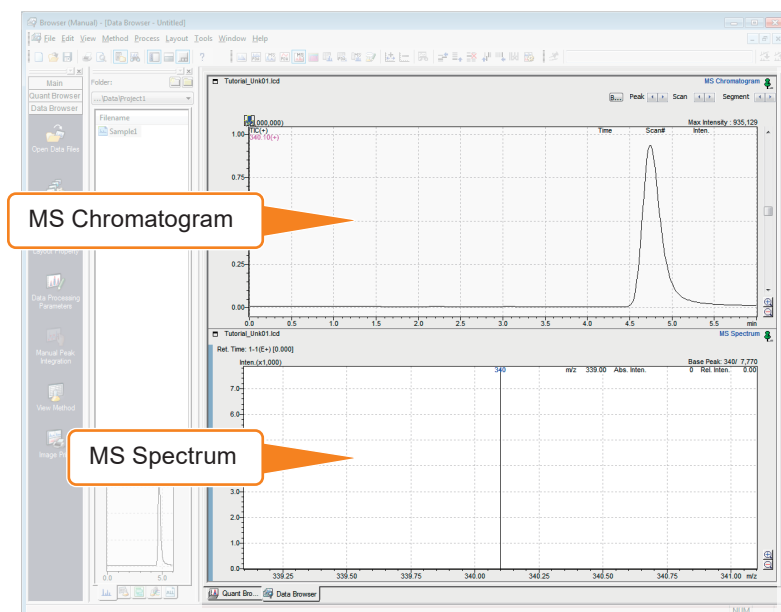 Browser (Manual) - [Data Browser - Untitled]
File Edit View Method Process Layout Tools Window Help
Main
Quant Browser
Data Browser
Open Data Files
Layout Property
Data Processing
Parameters
Manual Peak
Integration
View Method
Folder:
...\Data\Project1
Filename
Sample1
0.0 5.0
MS Chromatogram
MS Spectrum
Tutorial_Unk01.lcd MS Chromatogram
B... Peak Scan Segment
(1,000,000) Max Intensity : 935,129
TIC(+) Time Scan# Inten.
340.10(+)
1.00
0.75
0.25
0.00
0.0 0.5 1.0 1.5 2.0 2.5 3.0 3.5 4.0 4.5 5.0 5.5 min
Tutorial_Unk01.lcd MS Spectrum
Ret. Time: 1-1(E+) [0.000]
Inten.(x1,000) Base Peak: 340/ 7,770
340 m/z 339.00 Abs. Inten. 0 Rel. Inten. 0.00
7.0
6.0
3.0
2.0
1.0
0.0
339.25 339.50 339.75 340.00 340.25 340.50 340.75 341.00 m/z
Quant Bro... Data Browser
NUM